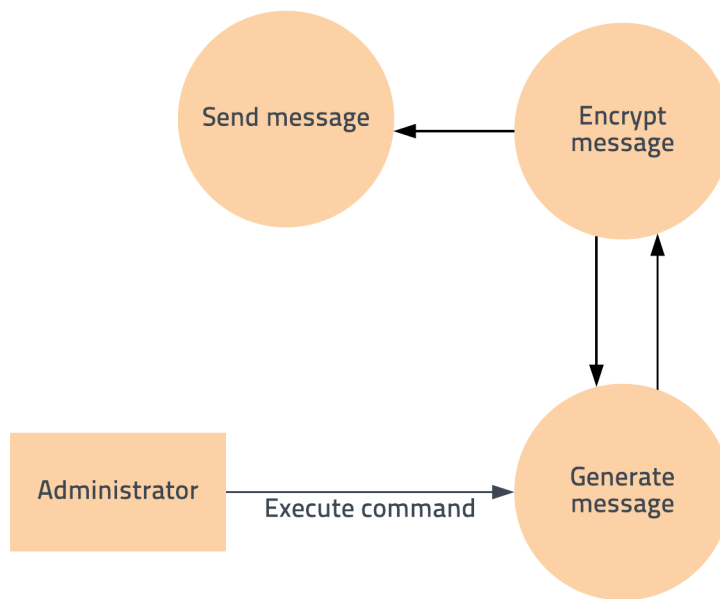 Send message
Encrypt
message
Administrator
Execute command
Generate
message